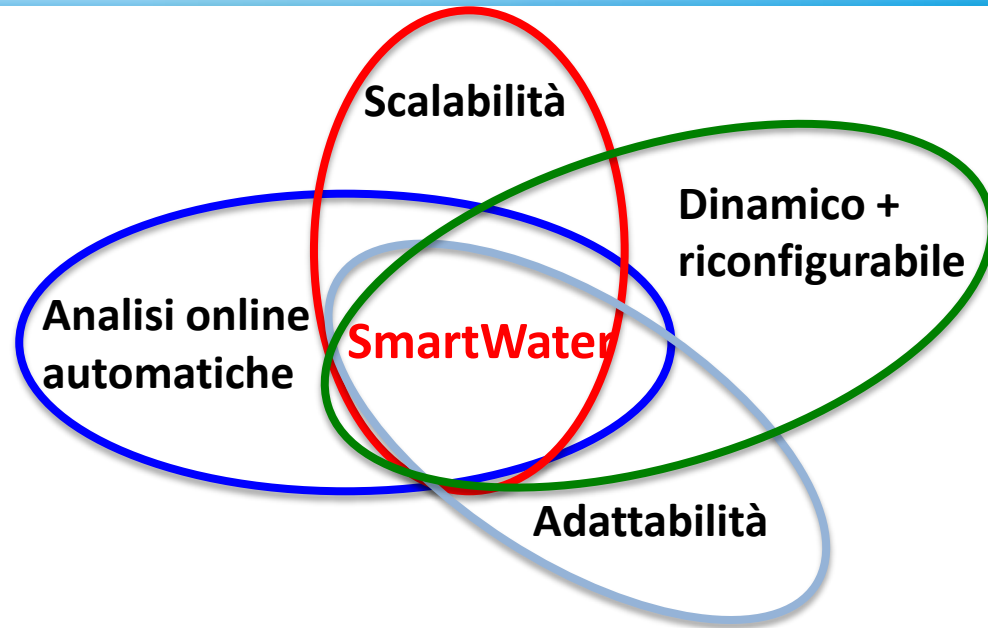 Scalabilità
Dinamico +
riconfigurabile
Analisi online
automatiche
SmartWater
Adattabilità